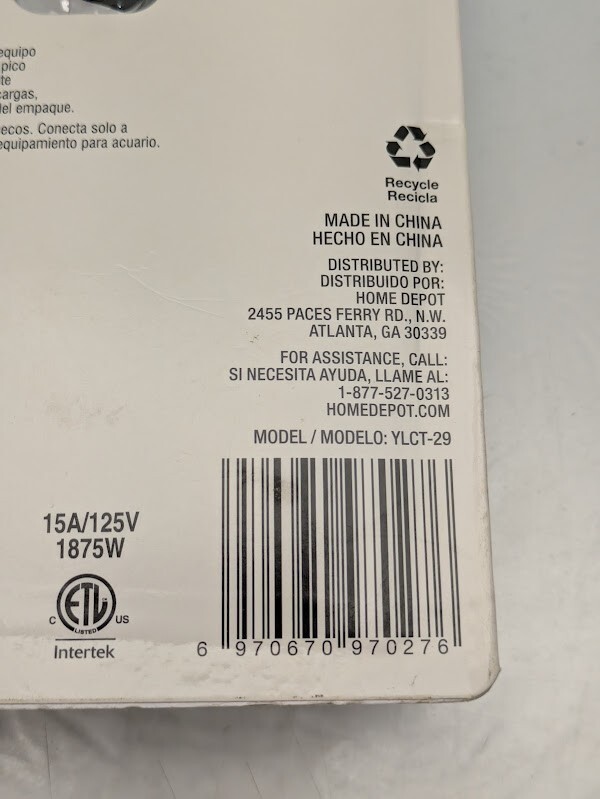 equipo
pico
te
cargas,
del empaque.
ecos. Conecta solo a
equipamiento para acuario.
Recycle
Recicla
MADE IN CHINA
HECHO EN CHINA
DISTRIBUTED BY:
DISTRIBUIDO POR:
HOME DEPOT
2455 PACES FERRY RD., N.W.
ATLANTA, GA 30339
FOR ASSISTANCE, CALL:
SI NECESITA AYUDA, LLAME AL:
1-877-527-0313
HOMEDEPOT.COM
MODEL / MODELO: YLCT-29
15A/125V
1875W
C ETL US
LISTED
Intertek
6 970670 970276